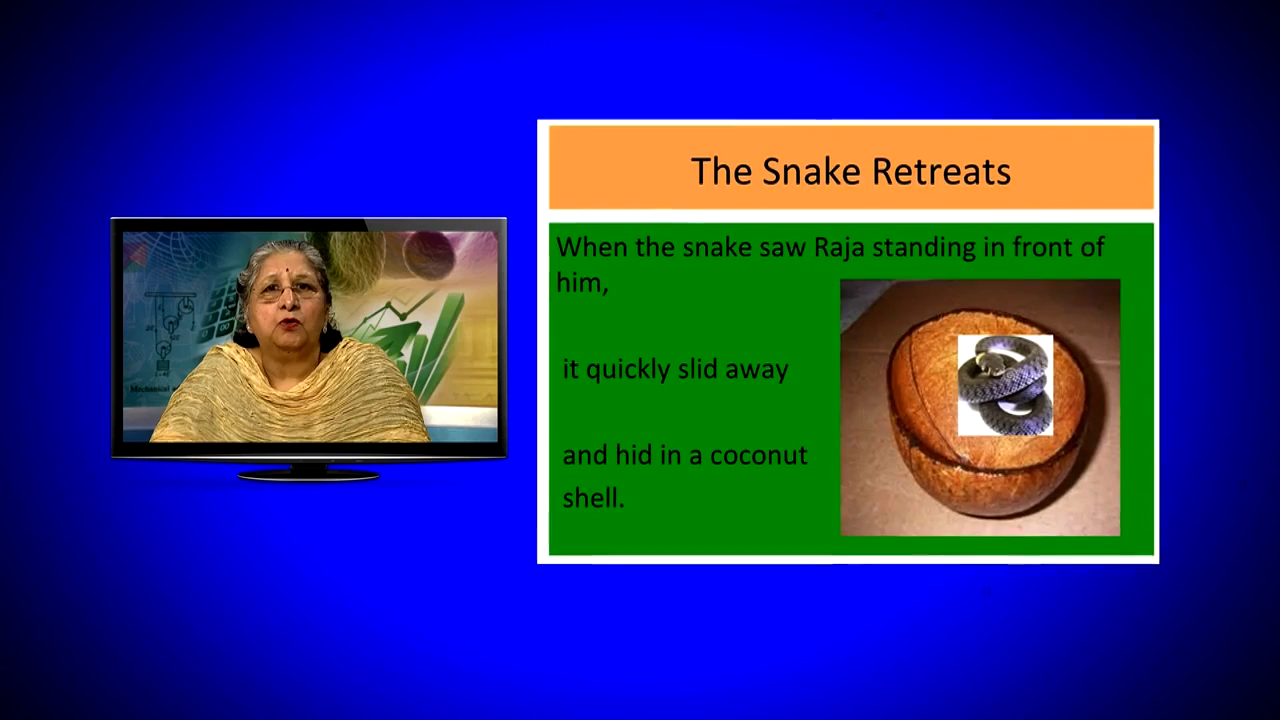 The Snake Retreats
When the snake saw Raja standing in front of
him,
it quickly slid away
and hid in a coconut
shell.